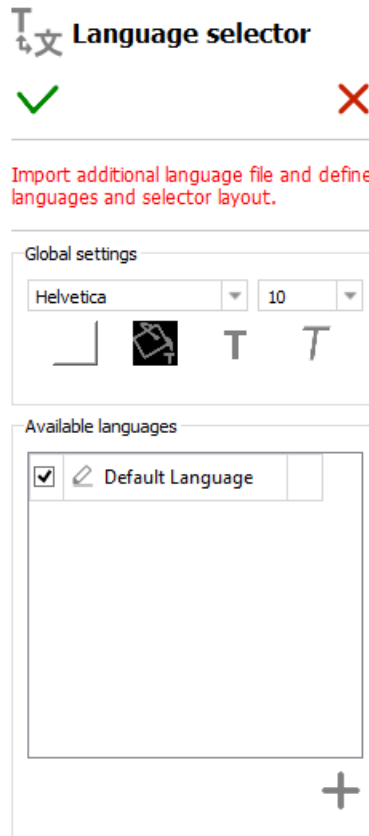 Language selector
Import additional language file and define
languages and selector layout.
Global settings
Helvetica 10
T T
Available languages
Default Language